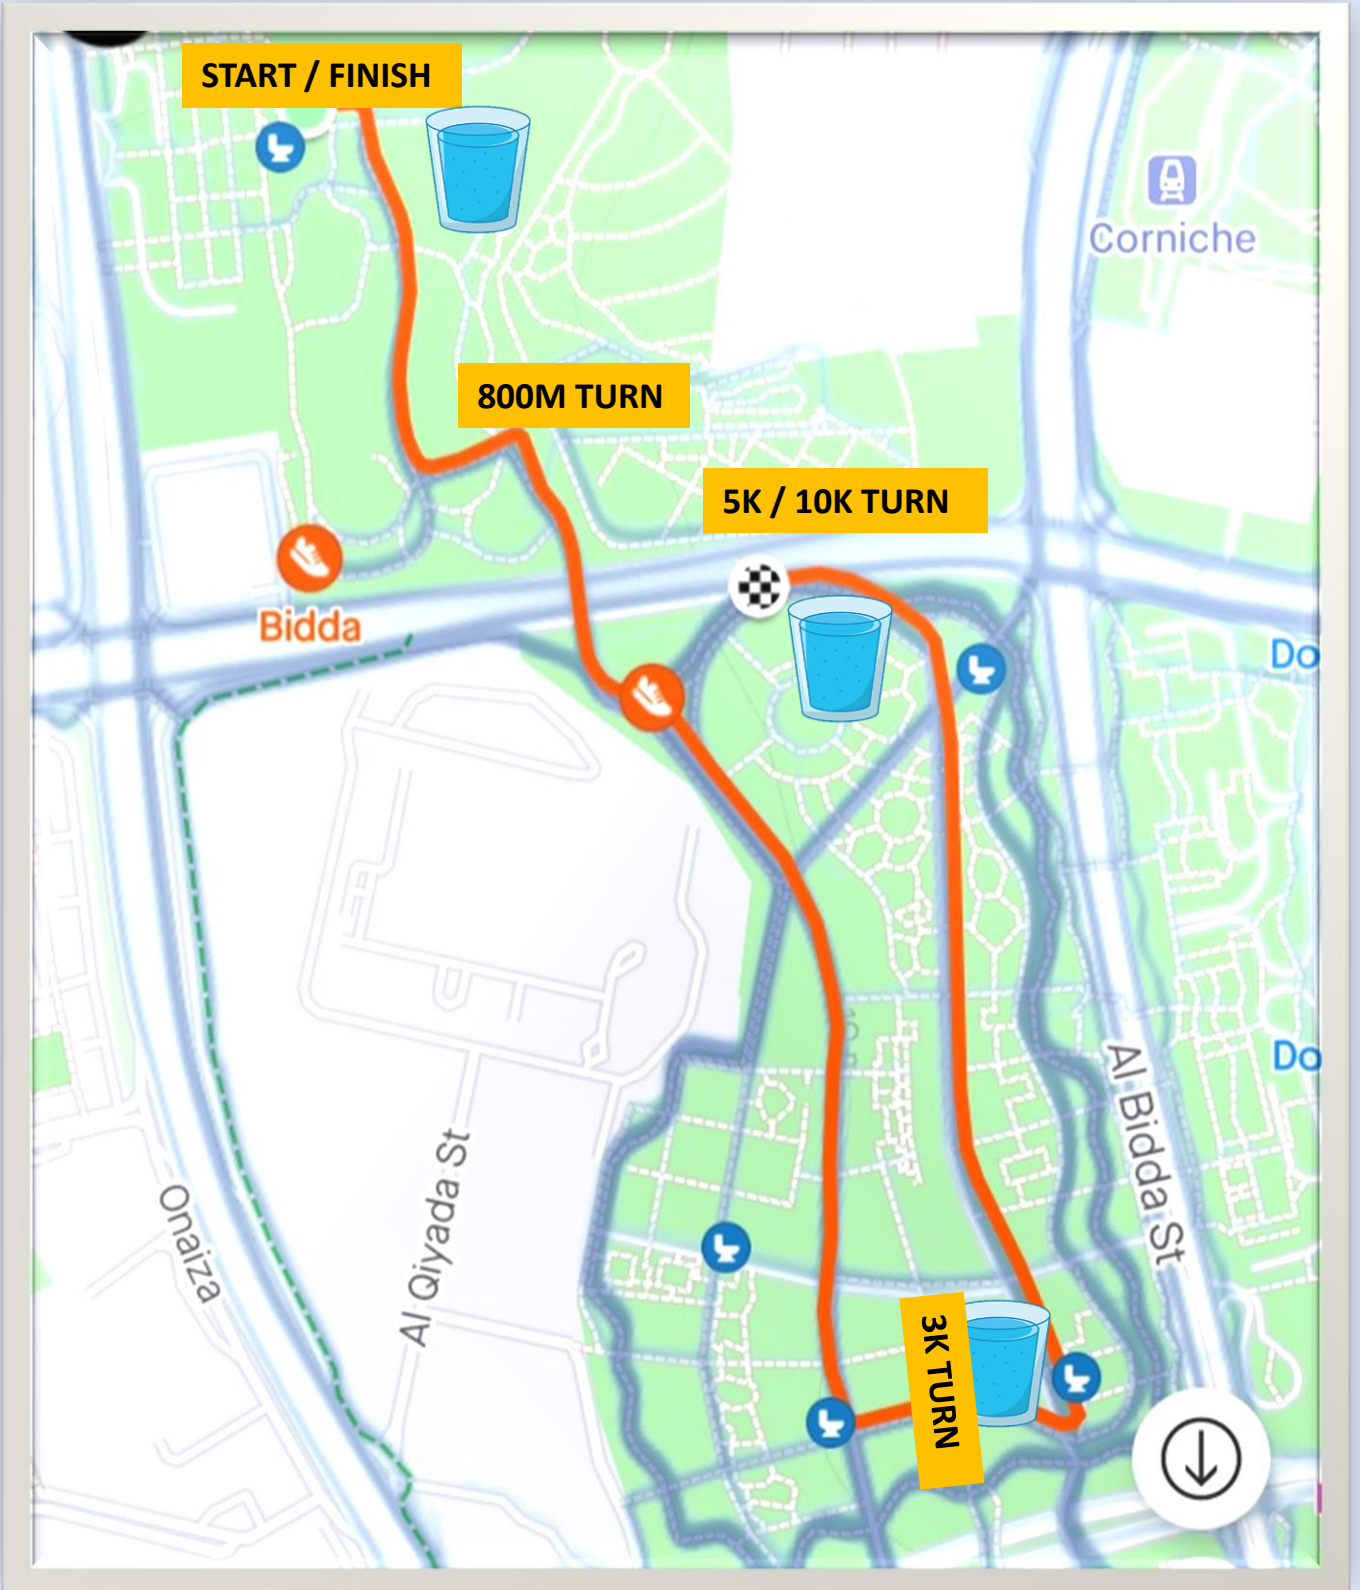 START / FINISH
Corniche
800M TURN
5K / 10K TURN
Bidda
Do
Do
Al Bidda St
Al Qiyada St
Onaiza
3K TURN